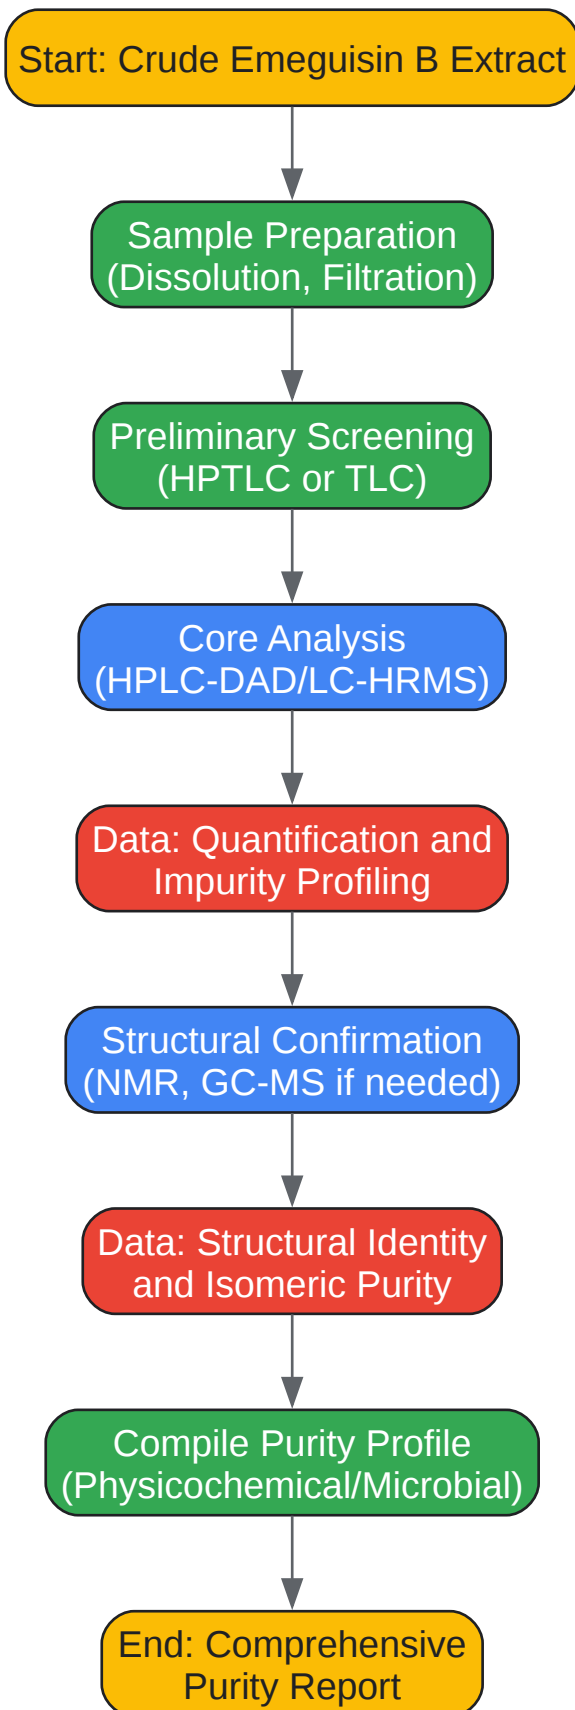 Start: Crude Emeguisin B Extract
Sample Preparation
(Dissolution, Filtration)
Preliminary Screening
(HPTLC or TLC)
Core Analysis
(HPLC-DAD/LC-HRMS)
Data: Quantification and
Impurity Profiling
Structural Confirmation
(NMR, GC-MS if needed)
Data: Structural Identity
and Isomeric Purity
Compile Purity Profile
(Physicochemical/Microbial)
End: Comprehensive
Purity Report